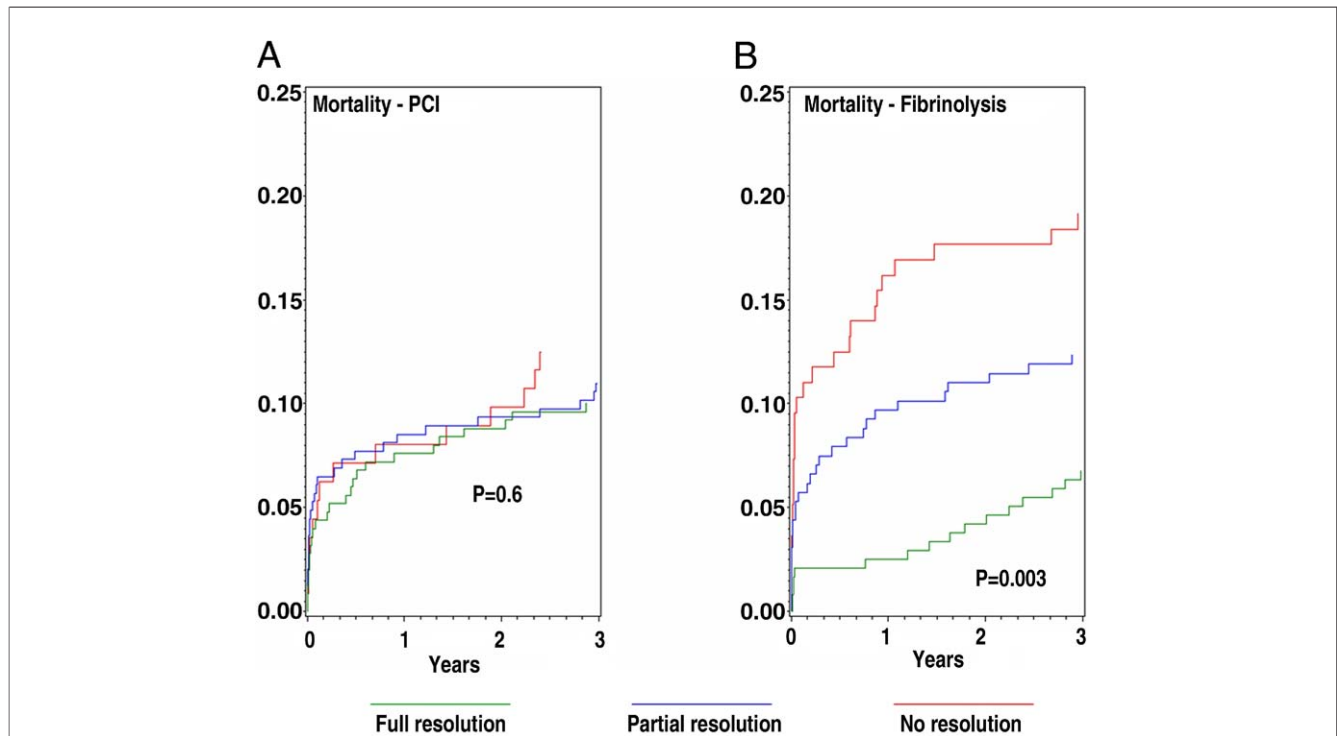 A
Mortality - PCI
0.25
0.20
0.15
0.10
0.05
0.00
P=0.6
0 1 2 3
Years
B
Mortality - Fibrinolysis
0.25
0.20
0.15
0.10
0.05
0.00
P=0.003
0 1 2 3
Years
Full resolution Partial resolution No resolution